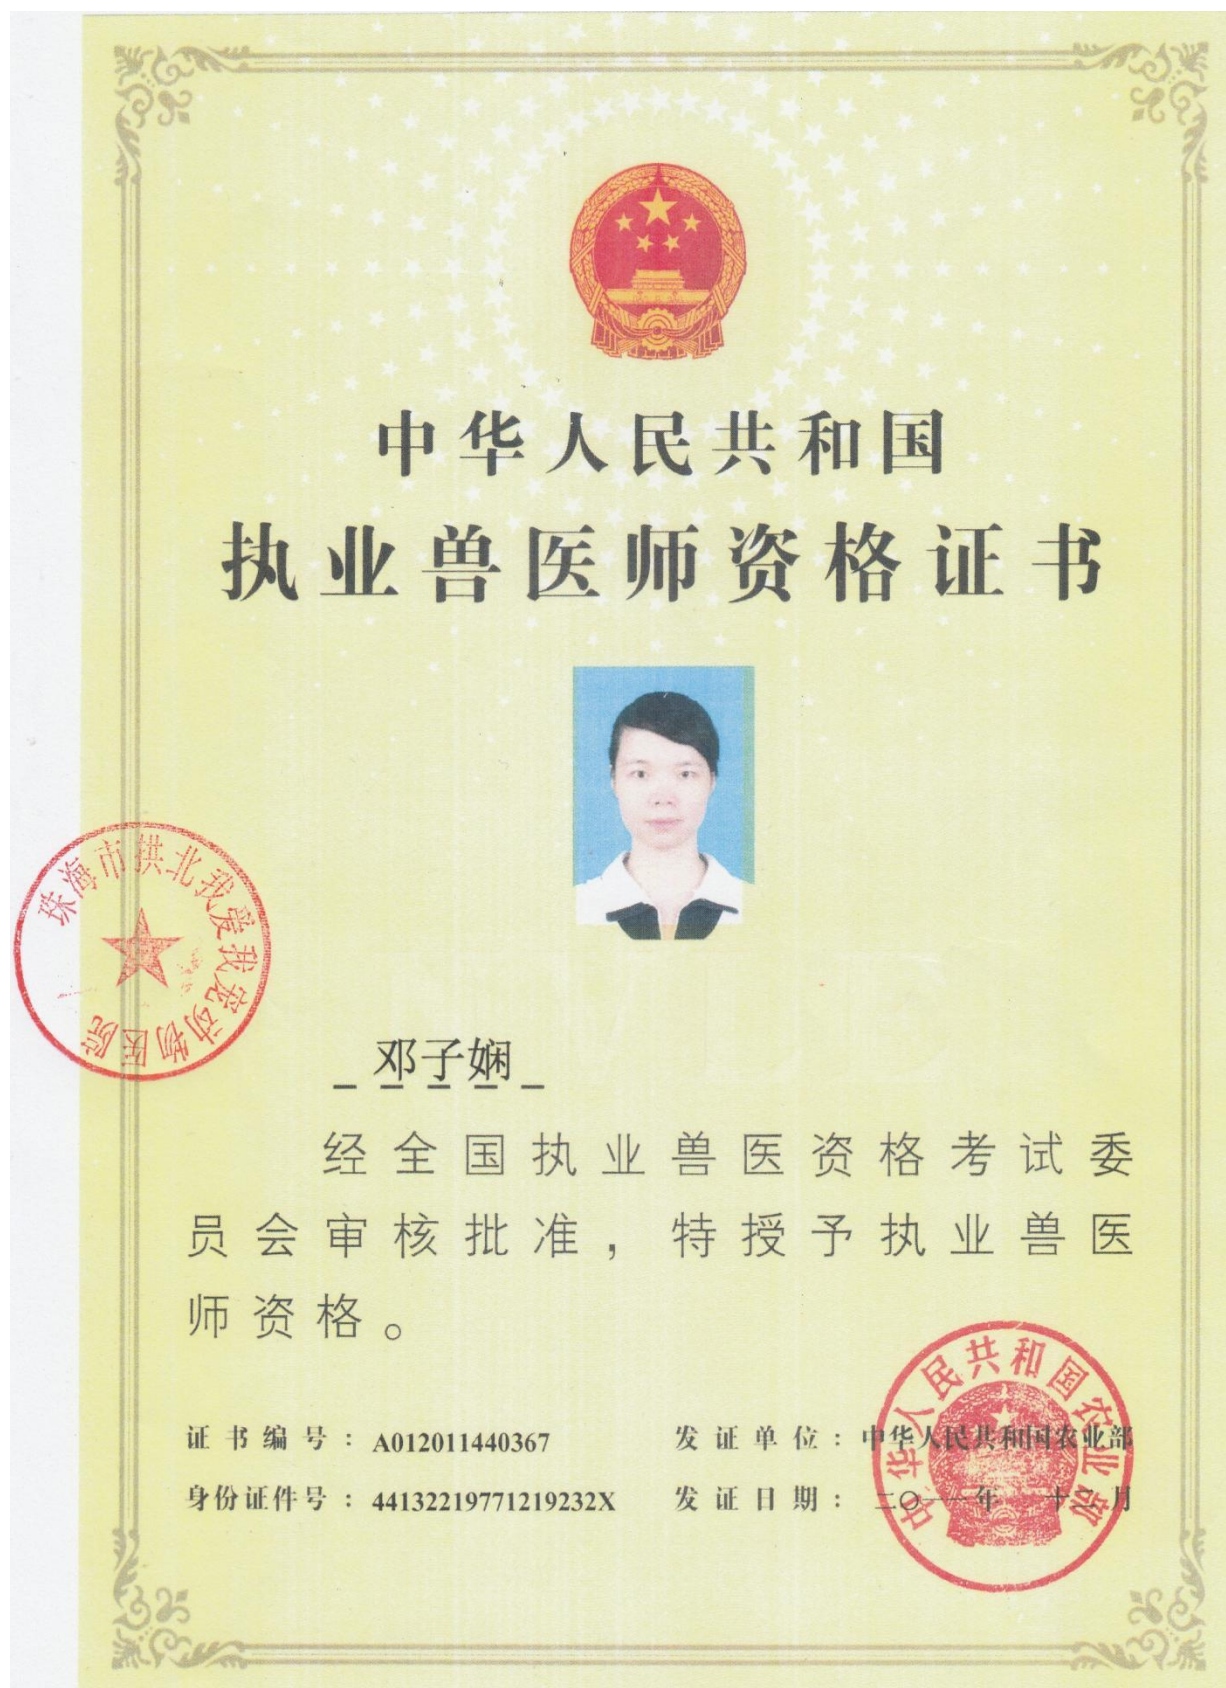 中华人民共和国
执业兽医师资格证书
珠海市拱北我爱我宠动物医院
邓子娴
经全国执业兽医资格考试委
员会审核批准，特授予执业兽医
师资格。
证书编号：A012011440367
发证单位：中华人民共和国农业部
身份证件号：44132219771219232X
发证日期：二〇一一年 十二月
中华人民共和国农业部